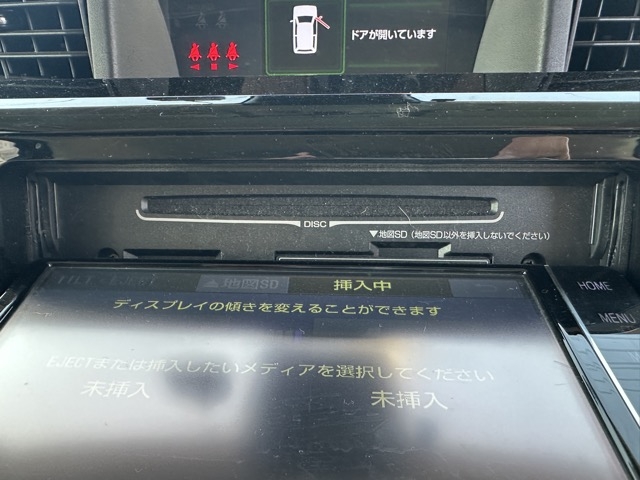 ドアが開いています
DISC
▼地図SD(地図SD以外を挿入しないでください)
地図SD
挿入中
HOME
ディスプレイの傾きを変えることができます
MENU
EJECTまたは挿入したいメディアを選択してください
未挿入
未挿入